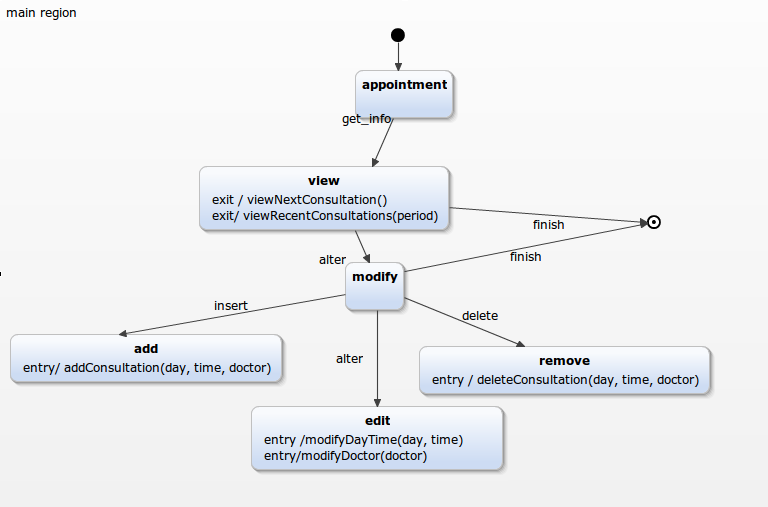 main region
appointment
get_info
view
exit / viewNextConsultation()
exit/ viewRecentConsultations(period)
finish
finish
alter
modify
insert
delete
add
entry/ addConsultation(day, time, doctor)
alter
remove
entry / deleteConsultation(day, time, doctor)
edit
entry /modifyDayTime(day, time)
entry/modifyDoctor(doctor)